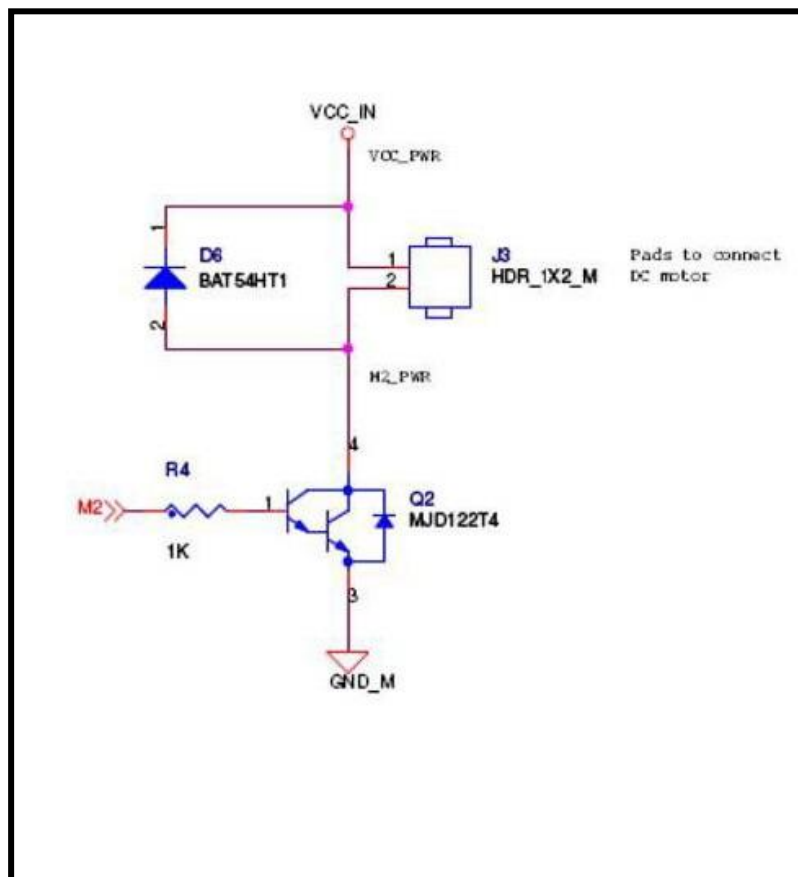 VCC_IN
VCC_PWR
1
D6
BAT54HT1
2
1
2
J3
HDR_1X2_M
Pads to connect
DC motor
M2_PWR
4
R4
M2
1
Q2
MJD122T4
1K
3
GND_M